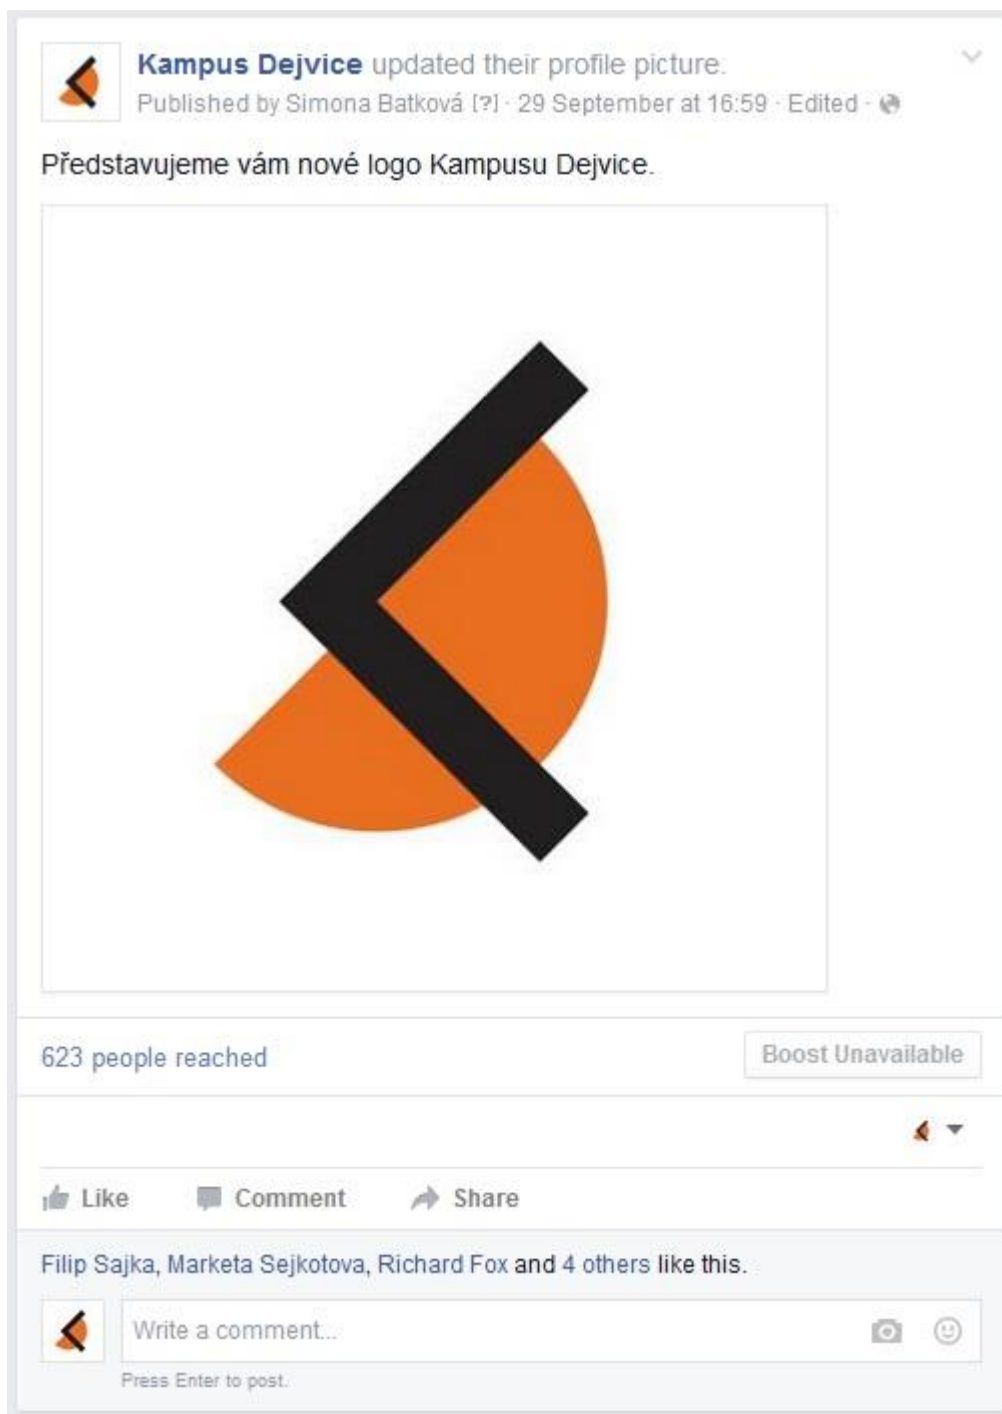 Kampus Dejvice updated their profile picture.
Published by Simona Batková [?] · 29 September at 16:59 · Edited ·
Představujeme vám nové logo Kampusu Dejvice.
623 people reached
Boost Unavailable
Like Comment Share
Filip Sajka, Marketa Sejkotova, Richard Fox and 4 others like this.
Write a comment...
Press Enter to post.